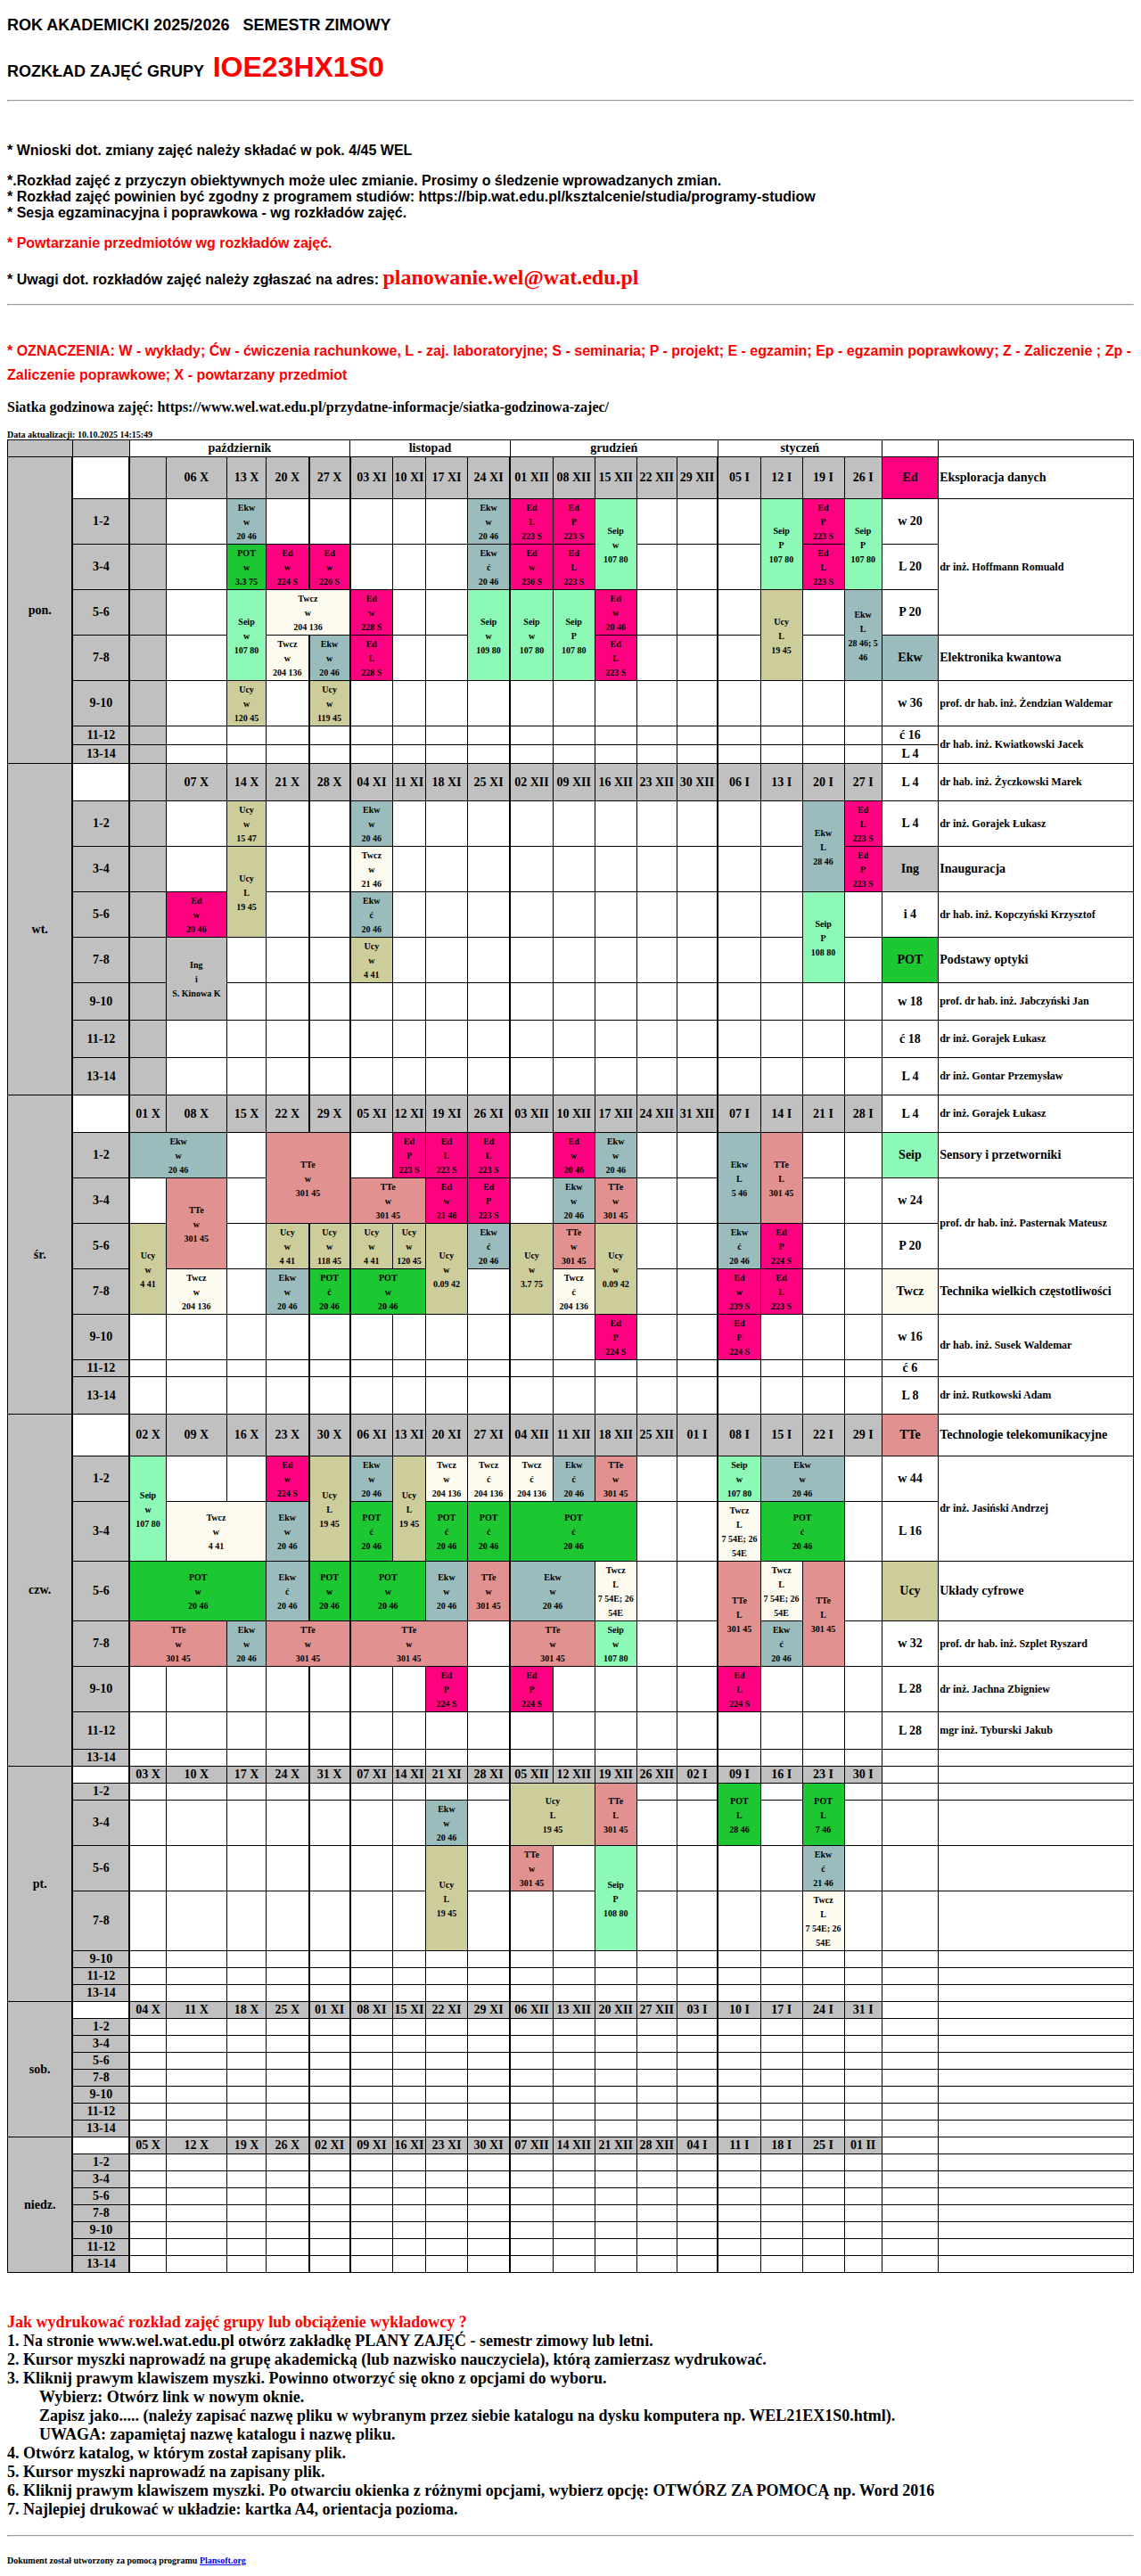 ROK AKADEMICKI 2025/2026 SEMESTR ZIMOWY
ROZKŁAD ZAJĘĆ GRUPY IOE23HX1S0
* Wnioski dot. zmiany zajęć należy składać w pok. 4/45 WEL
*.Rozkład zajęć z przyczyn obiektywnych może ulec zmianie. Prosimy o śledzenie wprowadzanych zmian.
* Rozkład zajęć powinien być zgodny z programem studiów: https://bip.wat.edu.pl/ksztalcenie/studia/programy-studiow
* Sesja egzaminacyjna i poprawkowa - wg rozkładów zajęć.
* Powtarzanie przedmiotów wg rozkładów zajęć.
* Uwagi dot. rozkładów zajęć należy zgłaszać na adres: planowanie.wel@wat.edu.pl
* OZNACZENIA: W - wykłady; Ćw - ćwiczenia rachunkowe, L - zaj. laboratoryjne; S - seminaria; P - projekt; E - egzamin; Ep - egzamin poprawkowy; Z - Zaliczenie ; Zp -
Zaliczenie poprawkowe; X - powtarzany przedmiot
Siatka godzinowa zajęć: https://www.wel.wat.edu.pl/przydatne-informacje/siatka-godzinowa-zajec/
Data aktualizacji: 10.10.2025 14:15:49
październik listopad grudzień styczeń
pon. 06 X 13 X 20 X 27 X 03 XI 10 XI 17 XI 24 XI 01 XII 08 XII 15 XII 22 XII 29 XII 05 I 12 I 19 I 26 I Ed Eksploracja danych
1-2 Ekw w 20 46 Ekw w 20 46 Ed L 223 S Ed P 223 S Seip w 107 80 Seip P 107 80 Ed P 223 S Seip P 107 80 w 20 dr inż. Hoffmann Romuald
3-4 POT w 3.3 75 Ed w 224 S Ed w 226 S Ekw ć 20 46 Ed w 236 S Ed L 223 S Ed L 223 S L 20
5-6 Seip w 107 80 Twcz w 204 136 Ed w 228 S Seip w 109 80 Seip w 107 80 Seip P 107 80 Ed w 20 46 Ucy L 19 45 Ekw L 28 46; 5 46 P 20
7-8 Twcz w 204 136 Ekw w 20 46 Ed L 228 S Ed L 223 S Ekw Elektronika kwantowa
9-10 Ucy w 120 45 Ucy w 119 45 w 36 prof. dr hab. inż. Żendzian Waldemar
11-12 ć 16 dr hab. inż. Kwiatkowski Jacek
13-14 L 4
wt. 07 X 14 X 21 X 28 X 04 XI 11 XI 18 XI 25 XI 02 XII 09 XII 16 XII 23 XII 30 XII 06 I 13 I 20 I 27 I L 4 dr hab. inż. Życzkowski Marek
1-2 Ucy w 15 47 Ekw w 20 46 Ekw L 28 46 Ed L 223 S L 4 dr inż. Gorajek Łukasz
3-4 Ucy L 19 45 Twcz w 21 46 Ed P 223 S Ing Inauguracja
5-6 Ed w 20 46 Ekw ć 20 46 Seip P 108 80 i 4 dr hab. inż. Kopczyński Krzysztof
7-8 Ing i S. Kinowa K Ucy w 4 41 POT Podstawy optyki
9-10 w 18 prof. dr hab. inż. Jabczyński Jan
11-12 ć 18 dr inż. Gorajek Łukasz
13-14 L 4 dr inż. Gontar Przemysław
śr. 01 X 08 X 15 X 22 X 29 X 05 XI 12 XI 19 XI 26 XI 03 XII 10 XII 17 XII 24 XII 31 XII 07 I 14 I 21 I 28 I L 4 dr inż. Gorajek Łukasz
1-2 Ekw w 20 46 TTe w 301 45 Ed P 223 S Ed L 223 S Ed L 223 S Ed w 20 46 Ekw w 20 46 Ekw L 5 46 TTe L 301 45 Seip Sensory i przetworniki
3-4 TTe w 301 45 TTe w 301 45 Ed w 21 46 Ed P 223 S Ekw w 20 46 TTe w 301 45 w 24 prof. dr hab. inż. Pasternak Mateusz
5-6 Ucy w 4 41 Ucy w 4 41 Ucy w 118 45 Ucy w 4 41 Ucy w 120 45 Ucy w 0.09 42 Ekw ć 20 46 Ucy w 3.7 75 TTe w 301 45 Ucy w 0.09 42 Ekw ć 20 46 Ed P 224 S P 20
7-8 Twcz w 204 136 Ekw w 20 46 POT ć 20 46 POT w 20 46 Twcz ć 204 136 Ed w 239 S Ed L 223 S Twcz Technika wielkich częstotliwości
9-10 Ed P 224 S Ed P 224 S w 16 dr hab. inż. Susek Waldemar
11-12 ć 6
13-14 L 8 dr inż. Rutkowski Adam
czw. 02 X 09 X 16 X 23 X 30 X 06 XI 13 XI 20 XI 27 XI 04 XII 11 XII 18 XII 25 XII 01 I 08 I 15 I 22 I 29 I TTe Technologie telekomunikacyjne
1-2 Seip w 107 80 Ed w 224 S Ucy L 19 45 Ekw w 20 46 Ucy L 19 45 Twcz w 204 136 Twcz ć 204 136 Twcz ć 204 136 Ekw ć 20 46 TTe w 301 45 Seip w 107 80 Ekw w 20 46 w 44 dr inż. Jasiński Andrzej
3-4 Twcz w 4 41 Ekw w 20 46 POT ć 20 46 POT ć 20 46 POT ć 20 46 POT ć 20 46 Twcz L 7 54E; 26 54E POT ć 20 46 L 16
5-6 POT w 20 46 Ekw ć 20 46 POT w 20 46 POT w 20 46 Ekw w 20 46 TTe w 301 45 Ekw w 20 46 Twcz L 7 54E; 26 54E TTe L 301 45 Twcz L 7 54E; 26 54E TTe L 301 45 Ucy Układy cyfrowe
7-8 TTe w 301 45 Ekw w 20 46 TTe w 301 45 TTe w 301 45 TTe w 301 45 Seip w 107 80 Ekw ć 20 46 w 32 prof. dr hab. inż. Szplet Ryszard
9-10 Ed P 224 S Ed P 224 S Ed L 224 S L 28 dr inż. Jachna Zbigniew
11-12 L 28 mgr inż. Tyburski Jakub
13-14
pt. 03 X 10 X 17 X 24 X 31 X 07 XI 14 XI 21 XI 28 XI 05 XII 12 XII 19 XII 26 XII 02 I 09 I 16 I 23 I 30 I
1-2 Ucy L 19 45 TTe L 301 45 POT L 28 46 POT L 7 46
3-4 Ekw w 20 46
5-6 Ucy L 19 45 TTe w 301 45 Seip P 108 80 Ekw ć 21 46
7-8 Twcz L 7 54E; 26 54E
9-10
11-12
13-14
sob. 04 X 11 X 18 X 25 X 01 XI 08 XI 15 XI 22 XI 29 XI 06 XII 13 XII 20 XII 27 XII 03 I 10 I 17 I 24 I 31 I
1-2
3-4
5-6
7-8
9-10
11-12
13-14
niedz. 05 X 12 X 19 X 26 X 02 XI 09 XI 16 XI 23 XI 30 XI 07 XII 14 XII 21 XII 28 XII 04 I 11 I 18 I 25 I 01 II
1-2
3-4
5-6
7-8
9-10
11-12
13-14
Jak wydrukować rozkład zajęć grupy lub obciążenie wykładowcy ?
1. Na stronie www.wel.wat.edu.pl otwórz zakładkę PLANY ZAJĘĆ - semestr zimowy lub letni.
2. Kursor myszki naprowadź na grupę akademicką (lub nazwisko nauczyciela), którą zamierzasz wydrukować.
3. Kliknij prawym klawiszem myszki. Powinno otworzyć się okno z opcjami do wyboru.
Wybierz: Otwórz link w nowym oknie.
Zapisz jako..... (należy zapisać nazwę pliku w wybranym przez siebie katalogu na dysku komputera np. WEL21EX1S0.html).
UWAGA: zapamiętaj nazwę katalogu i nazwę pliku.
4. Otwórz katalog, w którym został zapisany plik.
5. Kursor myszki naprowadź na zapisany plik.
6. Kliknij prawym klawiszem myszki. Po otwarciu okienka z różnymi opcjami, wybierz opcję: OTWÓRZ ZA POMOCĄ np. Word 2016
7. Najlepiej drukować w układzie: kartka A4, orientacja pozioma.
Dokument został utworzony za pomocą programu Plansoft.org